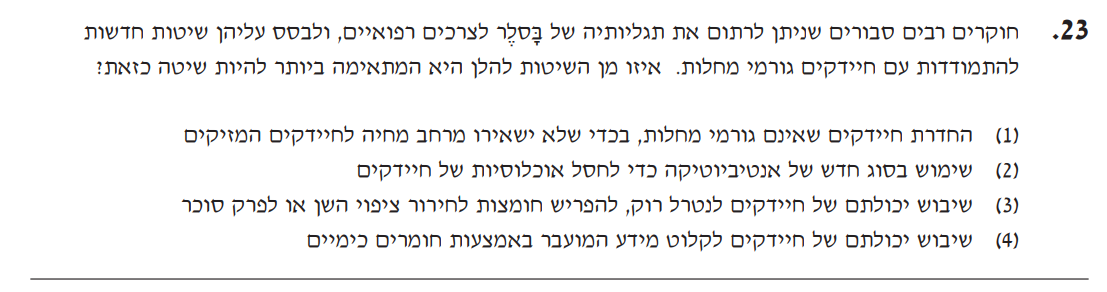 23. חוקרים רבים סבורים שניתן לרתום את תגליותיה של בָּסלֶר לצרכים רפואיים, ולבסס עליהן שיטות חדשות
להתמודדות עם חיידקים גורמי מחלות. איזו מן השיטות להלן היא המתאימה ביותר להיות שיטה כזאת?
(1) החדרת חיידקים שאינם גורמי מחלות, בכדי שלא ישאירו מרחב מחיה לחיידקים המזיקים
(2) שימוש בסוג חדש של אנטיביוטיקה כדי לחסל אוכלוסיות של חיידקים
(3) שיבוש יכולתם של חיידקים לנטרל רוק, להפריש חומצות לחירור ציפוי השן או לפרק סוכר
(4) שיבוש יכולתם של חיידקים לקלוט מידע המועבר באמצעות חומרים כימיים